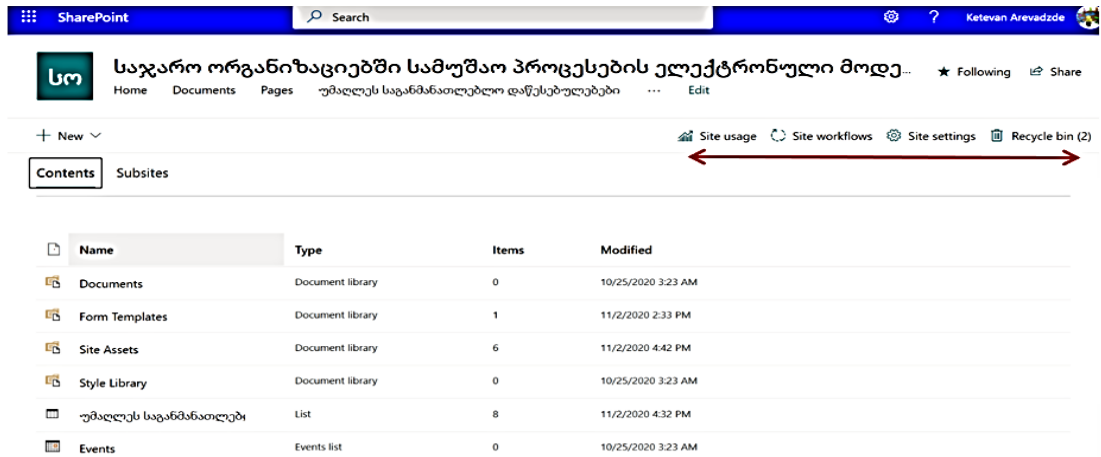 SharePoint Search ? Ketevan Arevadzde
სო საჯარო ორგანიზაციებში სამუშაო პროცესების ელექტრონული მოდე...
Following Share
Home Documents Pages უმაღლეს საგანმანათლებლო დაწესებულებები ... Edit
+ New Site usage Site workflows Site settings Recycle bin (2)
Contents Subsites
Name Type Items Modified
Documents Document library 0 10/25/2020 3:23 AM
Form Templates Document library 1 11/2/2020 2:33 PM
Site Assets Document library 6 11/2/2020 4:42 PM
Style Library Document library 0 10/25/2020 3:23 AM
უმაღლეს საგანმანათლებ List 8 11/2/2020 4:32 PM
Events Events list 0 10/25/2020 3:23 AM